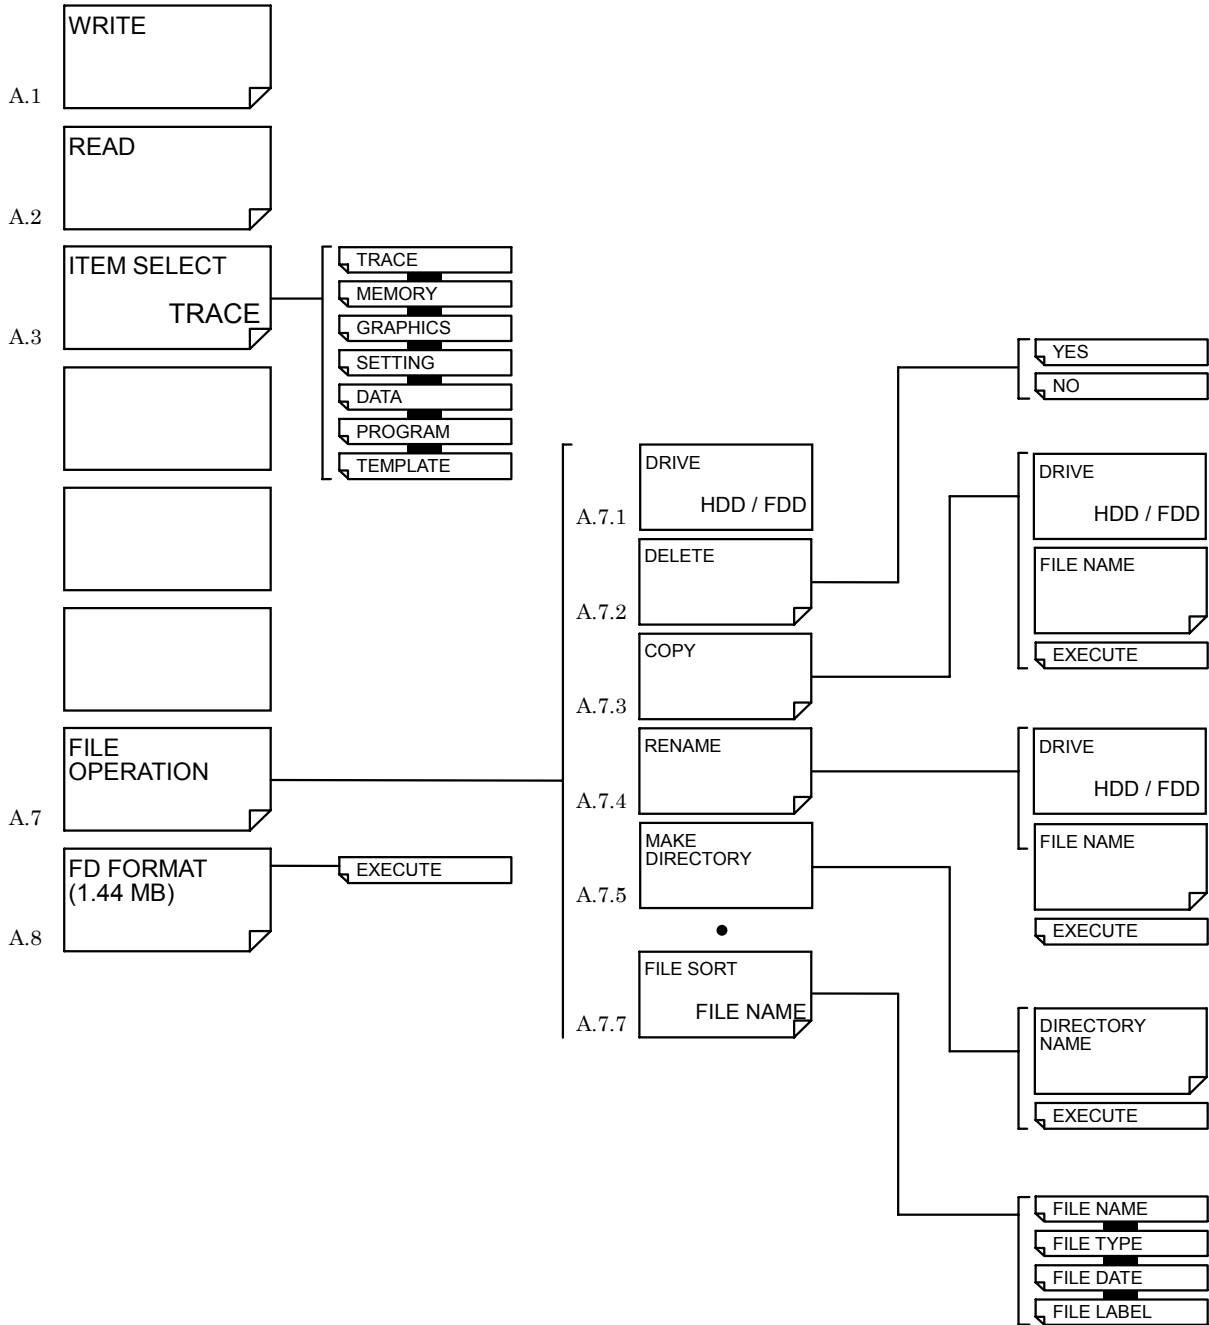 WRITE
A.1
READ
A.2
ITEM SELECT
TRACE
A.3
TRACE
MEMORY
GRAPHICS
SETTING
DATA
PROGRAM
TEMPLATE
FILE
OPERATION
A.7
FD FORMAT
(1.44 MB)
A.8
EXECUTE
DRIVE
HDD / FDD
A.7.1
DELETE
A.7.2
COPY
A.7.3
RENAME
A.7.4
MAKE
DIRECTORY
A.7.5
FILE SORT
FILE NAME
A.7.7
YES
NO
DRIVE
HDD / FDD
FILE NAME
EXECUTE
DRIVE
HDD / FDD
FILE NAME
EXECUTE
DIRECTORY
NAME
EXECUTE
FILE NAME
FILE TYPE
FILE DATE
FILE LABEL